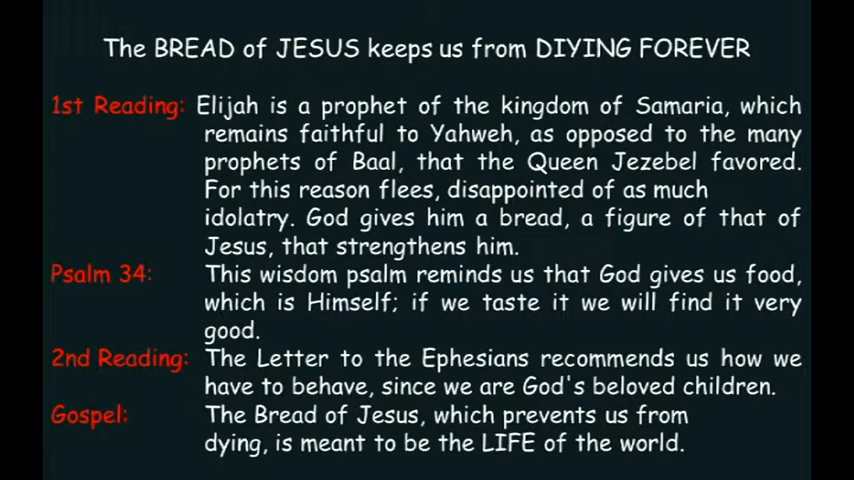 The BREAD of JESUS keeps us from DIYING FOREVER
1st Reading: Elijah is a prophet of the kingdom of Samaria, which
remains faithful to Yahweh, as opposed to the many
prophets of Baal, that the Queen Jezebel favored.
For this reason flees, disappointed of as much
idolatry. God gives him a bread, a figure of that of
Jesus, that strengthens him.
Psalm 34: This wisdom psalm reminds us that God gives us food,
which is Himself; if we taste it we will find it very
good.
2nd Reading: The Letter to the Ephesians recommends us how we
have to behave, since we are God's beloved children.
Gospel: The Bread of Jesus, which prevents us from
dying, is meant to be the LIFE of the world.